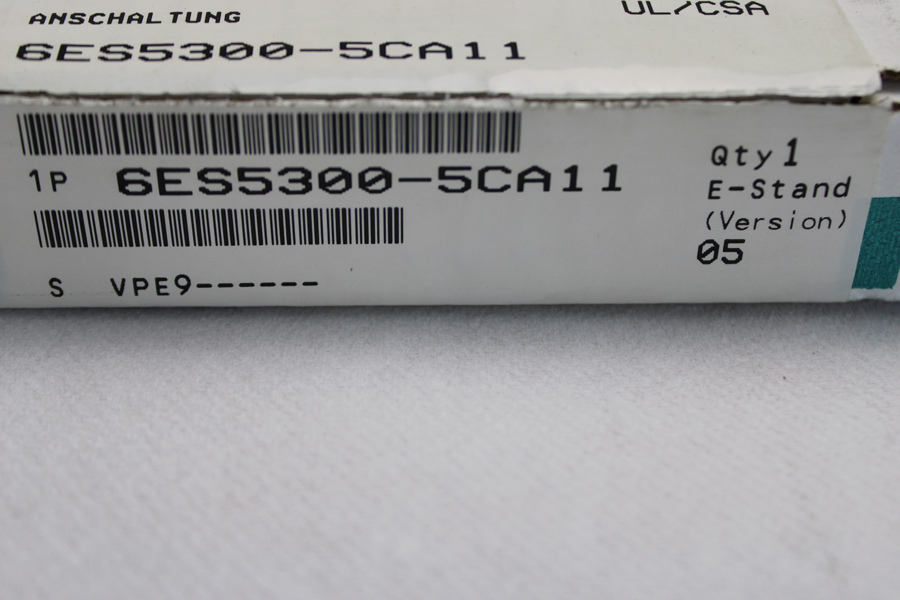 ANSCHALTUNG
UL/CSA
6ES5300-5CA11
1P 6ES5300-5CA11
Qty 1
E-Stand
(Version)
05
S VPE9------